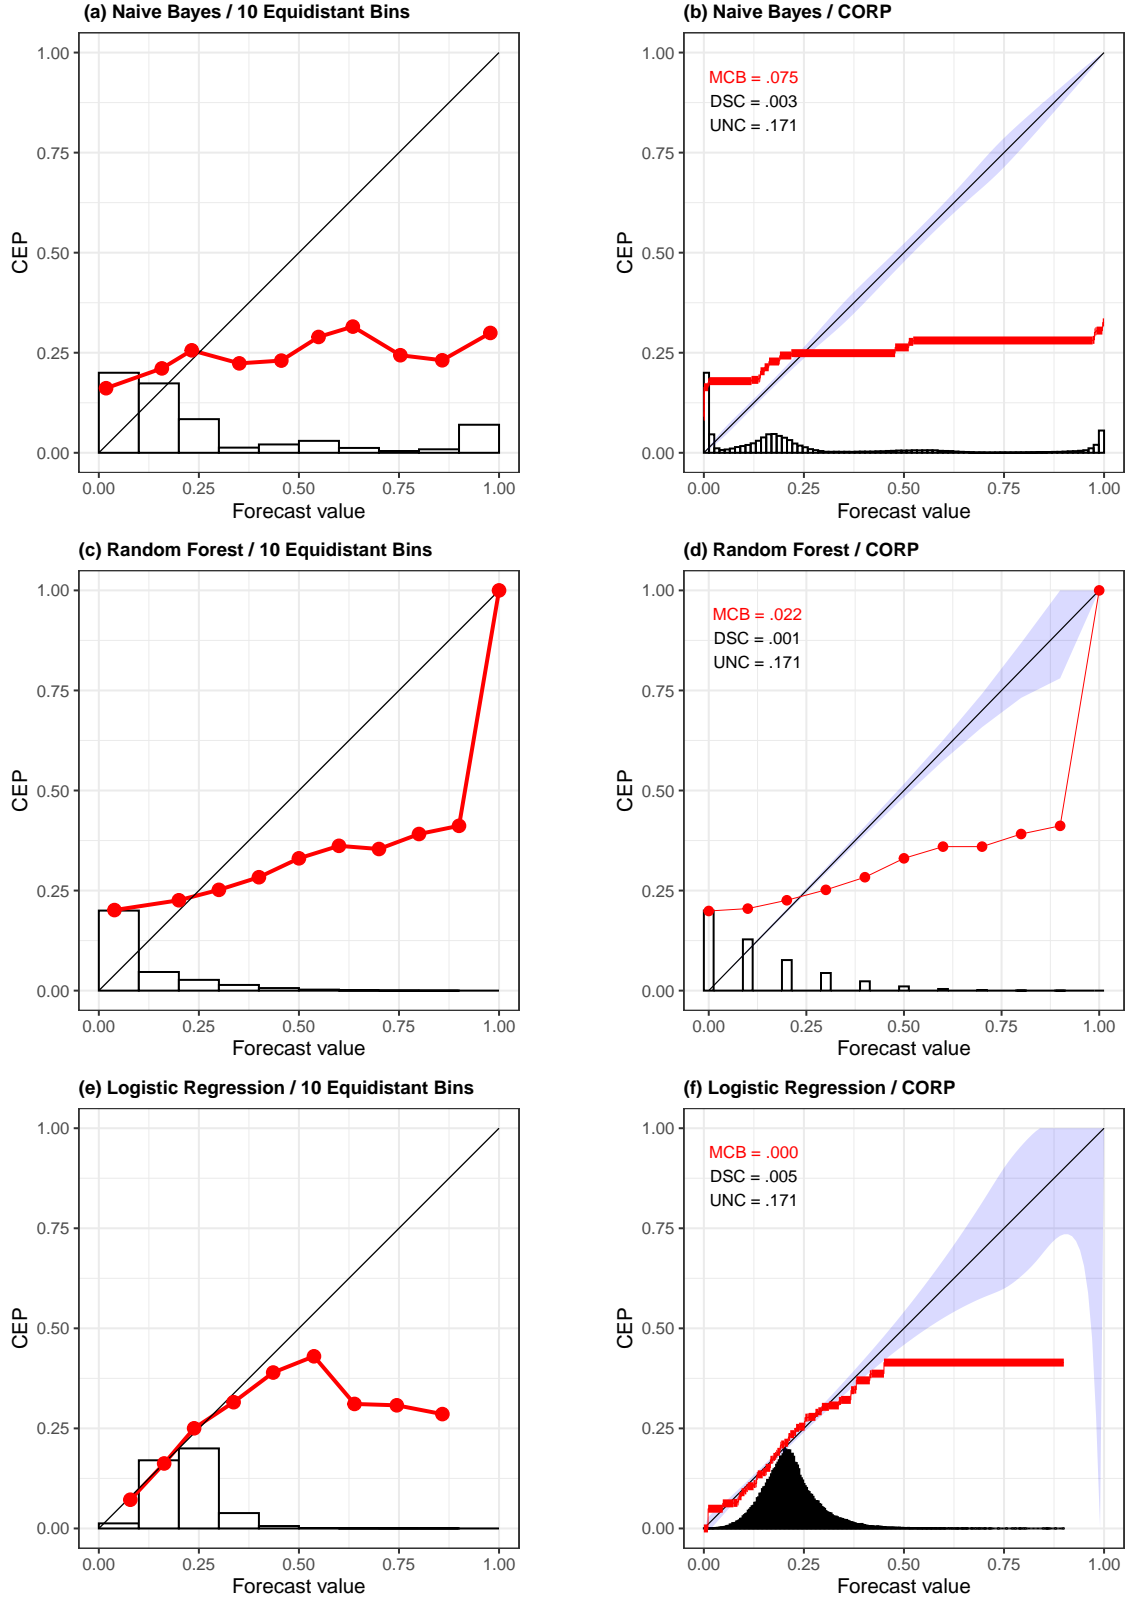 (a) Naive Bayes / 10 Equidistant Bins
1.00
0.75
0.50
0.25
0.00
CEP
0.00 0.25 0.50 0.75 1.00
Forecast value
(b) Naive Bayes / CORP
MCB = .075
DSC = .003
UNC = .171
1.00
0.75
0.50
0.25
0.00
CEP
0.00 0.25 0.50 0.75 1.00
Forecast value
(c) Random Forest / 10 Equidistant Bins
1.00
0.75
0.50
0.25
0.00
CEP
0.00 0.25 0.50 0.75 1.00
Forecast value
(d) Random Forest / CORP
MCB = .022
DSC = .001
UNC = .171
1.00
0.75
0.50
0.25
0.00
CEP
0.00 0.25 0.50 0.75 1.00
Forecast value
(e) Logistic Regression / 10 Equidistant Bins
1.00
0.75
0.50
0.25
0.00
CEP
0.00 0.25 0.50 0.75 1.00
Forecast value
(f) Logistic Regression / CORP
MCB = .000
DSC = .005
UNC = .171
1.00
0.75
0.50
0.25
0.00
CEP
0.00 0.25 0.50 0.75 1.00
Forecast value